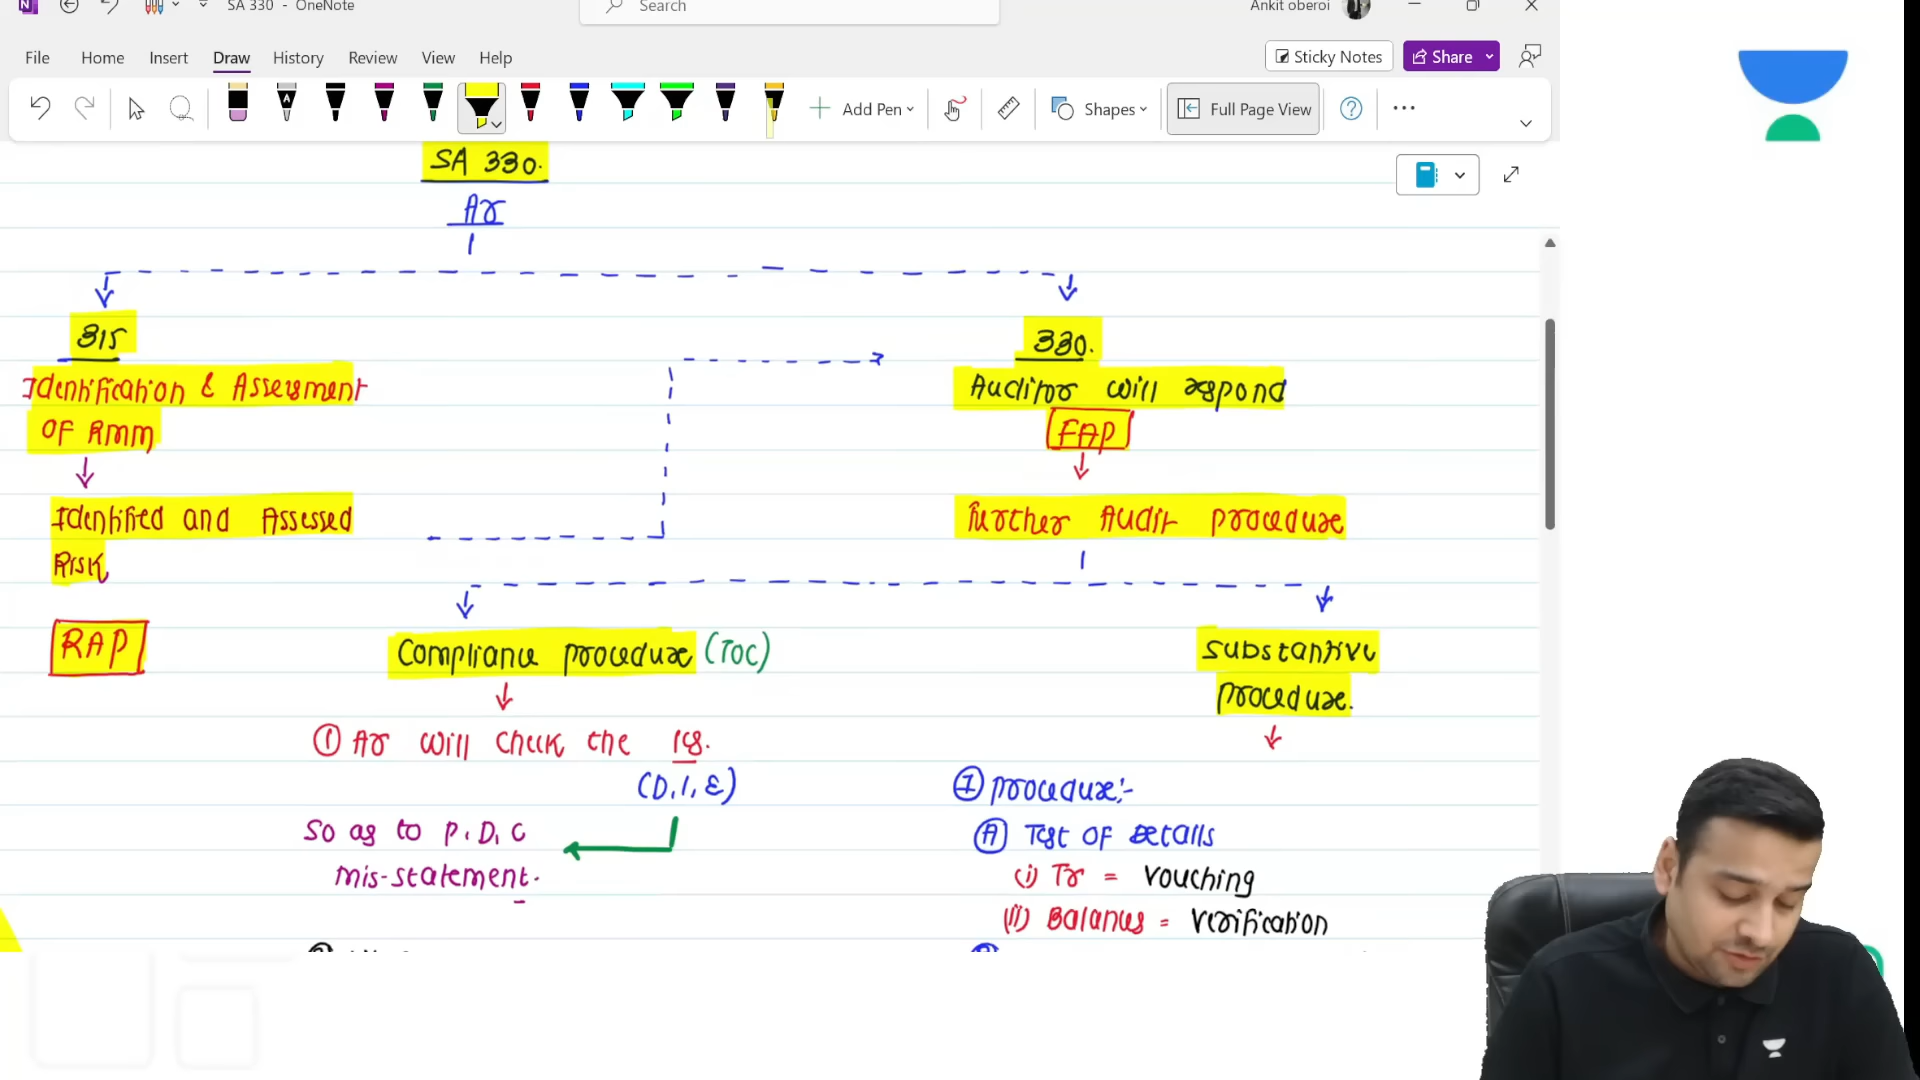 SA 330 - OneNote
Search
Ankit oberoi
File Home Insert Draw History Review View Help
Sticky Notes
Share
Add Pen
Shapes
Full Page View
SA 330.
Ar
315
330.
Identification & Assessment
Of Rmm
Auditor will respond
FAP
Identified and Assessed
Risk
Further Audit procedure
RAP
Compliance procedure (TOC)
Substantive
procedure.
① Ar will check the ICS.
(D, I, E)
So as to P, D, C
mis-statement.
① procedure:-
Ⓐ Test Of Details
(i) Tr = Vouching
(ii) Balances = Verification